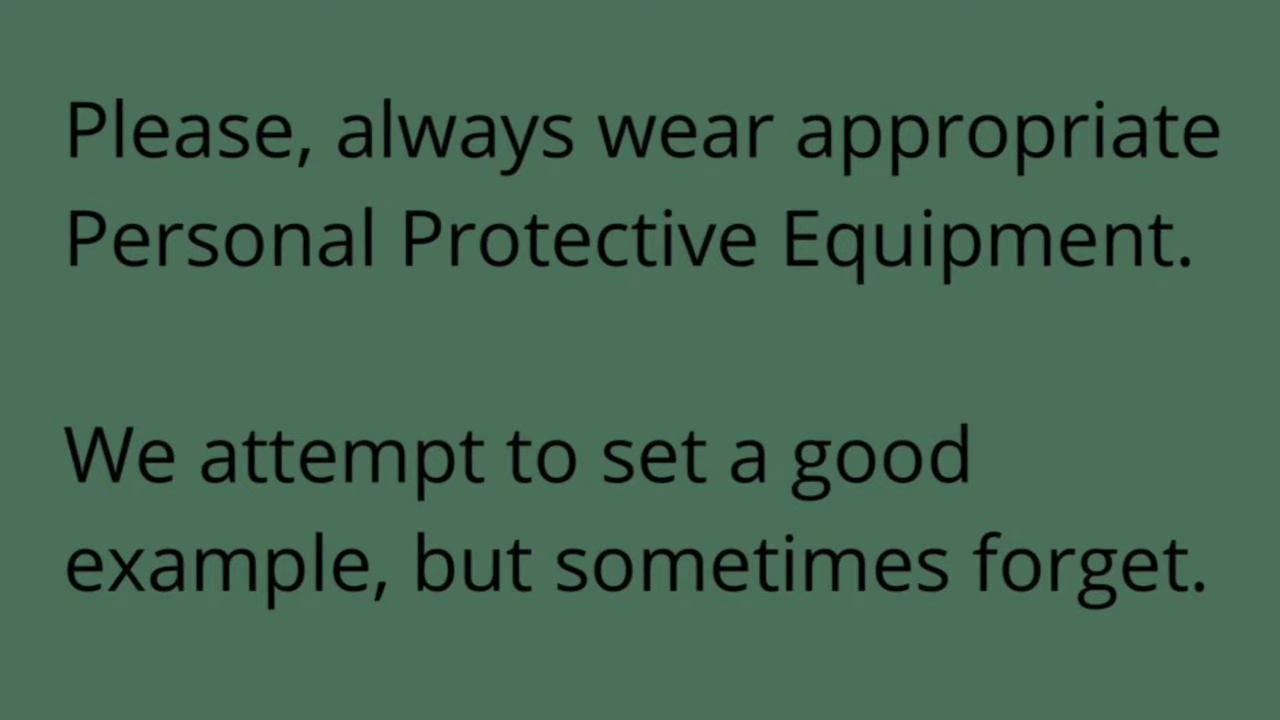 Please, always wear appropriate
Personal Protective Equipment.
We attempt to set a good
example, but sometimes forget.